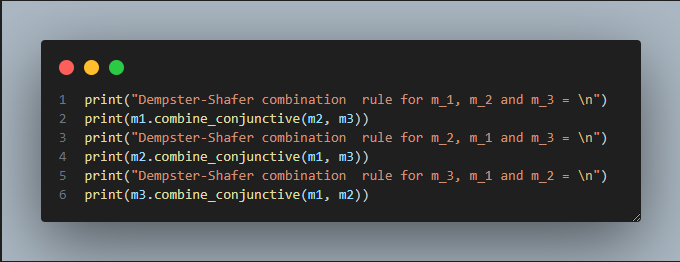 1 print("Dempster-Shafer combination  rule for m_1, m_2 and m_3 = \n")
2 print(m1.combine_conjunctive(m2, m3))
3 print("Dempster-Shafer combination  rule for m_2, m_1 and m_3 = \n")
4 print(m2.combine_conjunctive(m1, m3))
5 print("Dempster-Shafer combination  rule for m_3, m_1 and m_2 = \n")
6 print(m3.combine_conjunctive(m1, m2))